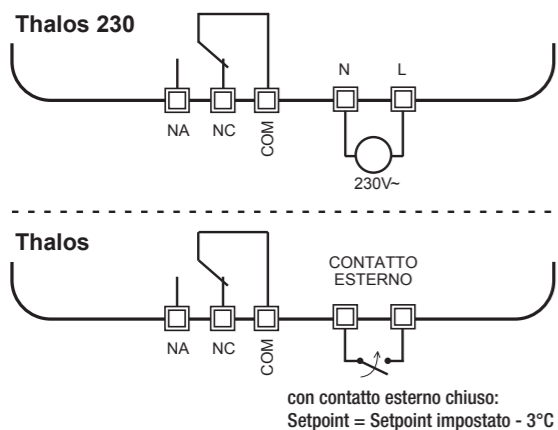 Thalos 230
N L
NA NC COM
230V~
Thalos
CONTATTO
ESTERNO
NA NC COM
con contatto esterno chiuso:
Setpoint = Setpoint impostato - 3°C